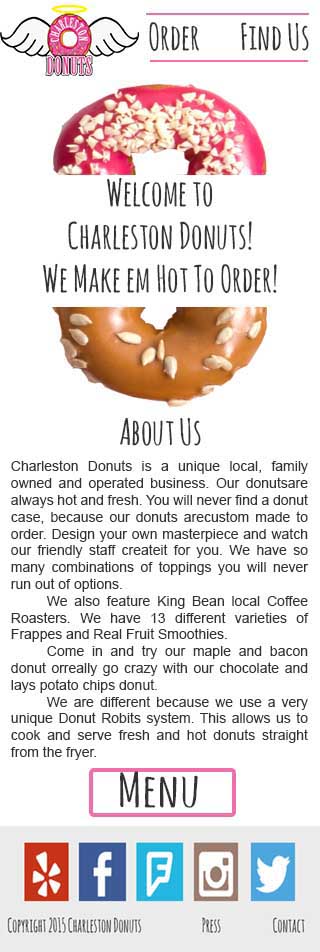 CHARLESTON
DONUTS
ORDER
FIND US
WELCOME TO
CHARLESTON DONUTS!
WE MAKE EM HOT TO ORDER!
ABOUT US
Charleston Donuts is a unique local, family
owned and operated business. Our donutsare
always hot and fresh. You will never find a donut
case, because our donuts arecustom made to
order. Design your own masterpiece and watch
our friendly staff createit for you. We have so
many combinations of toppings you will never
run out of options.
We also feature King Bean local Coffee
Roasters. We have 13 different varieties of
Frappes and Real Fruit Smoothies.
Come in and try our maple and bacon
donut orreally go crazy with our chocolate and
lays potato chips donut.
We are different because we use a very
unique Donut Robits system. This allows us to
cook and serve fresh and hot donuts straight
from the fryer.
MENU
COPYRIGHT 2015 CHARLESTON DONUTS
PRESS
CONTACT